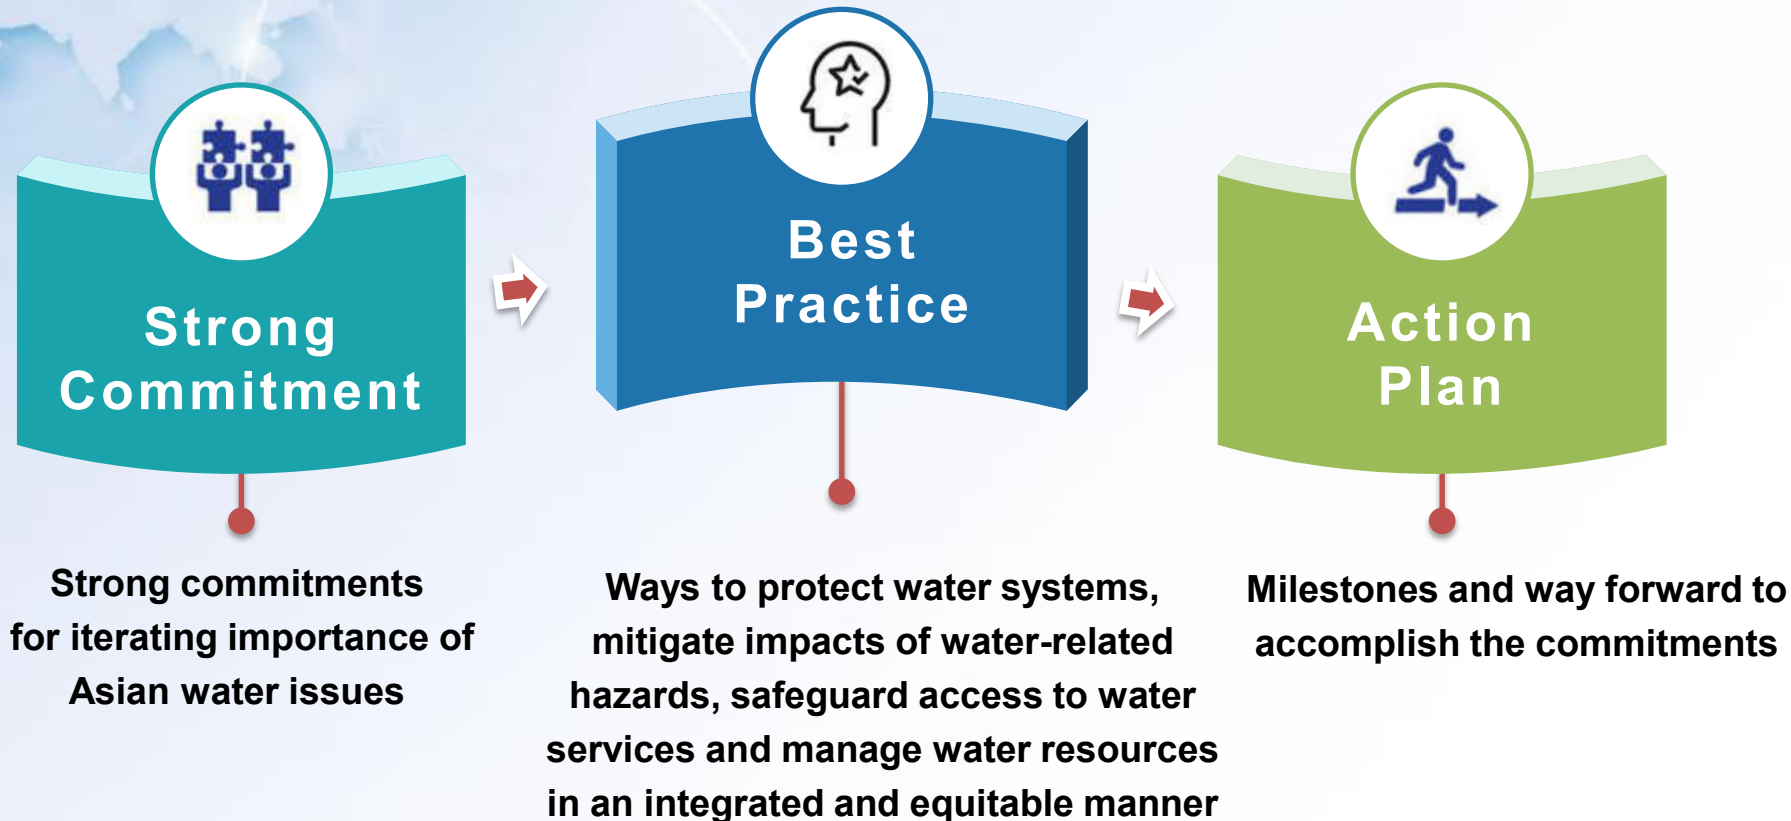 Strong
Commitment
Strong commitments
for iterating importance of
Asian water issues
Best
Practice
Ways to protect water systems,
mitigate impacts of water-related
hazards, safeguard access to water
services and manage water resources
in an integrated and equitable manner
Action
Plan
Milestones and way forward to
accomplish the commitments